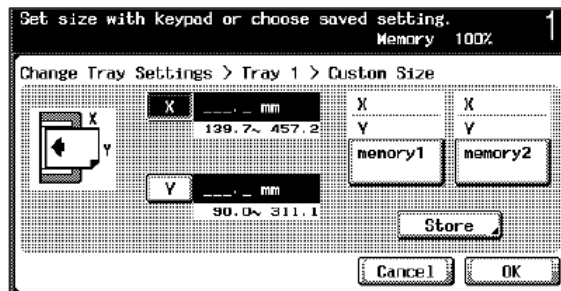 Set size with keypad or choose saved setting.
Memory 100% 1
Change Tray Settings > Tray 1 > Custom Size
X
Y
X ___._ mm
139.7~ 457.2
Y ___._ mm
90.0~ 311.1
X X
Y Y
memory1 memory2
Store
Cancel OK